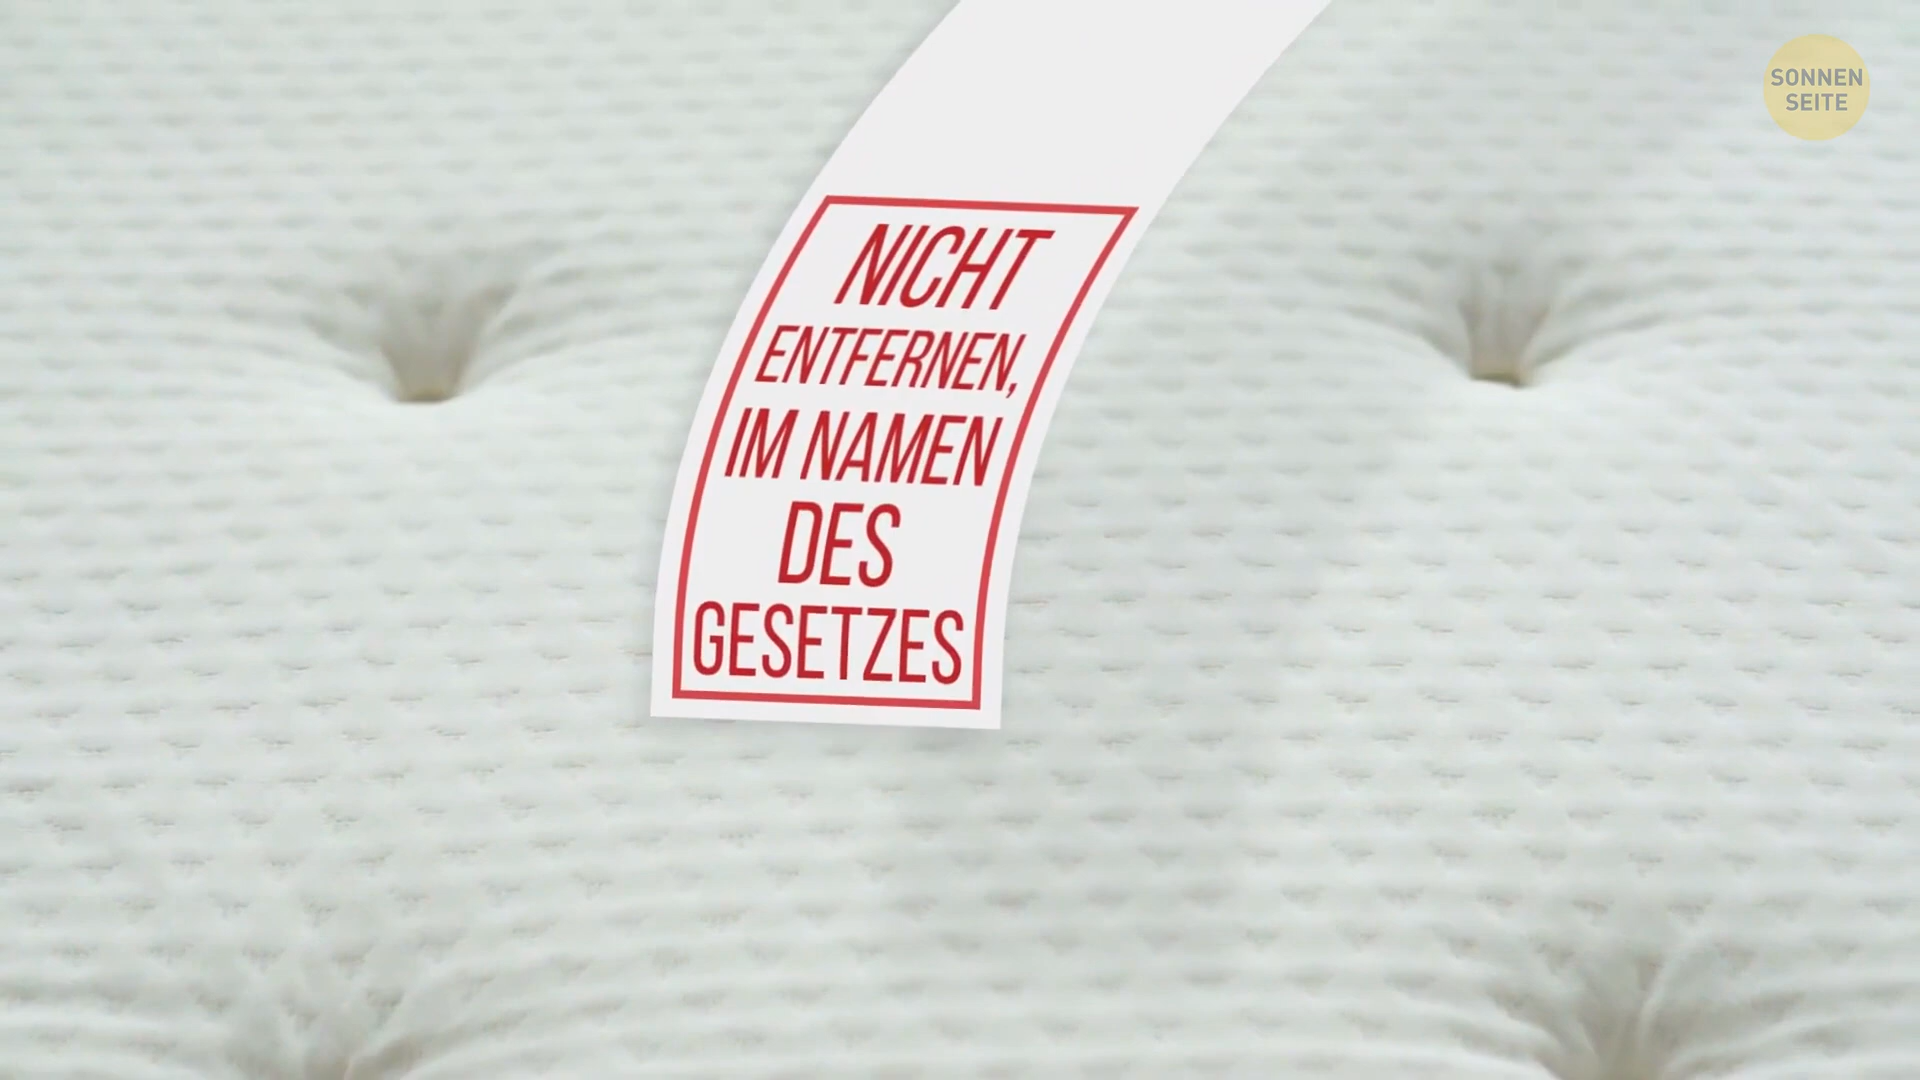 SONNEN
SEITE
NICHT
ENTFERNEN,
IM NAMEN
DES
GESETZES